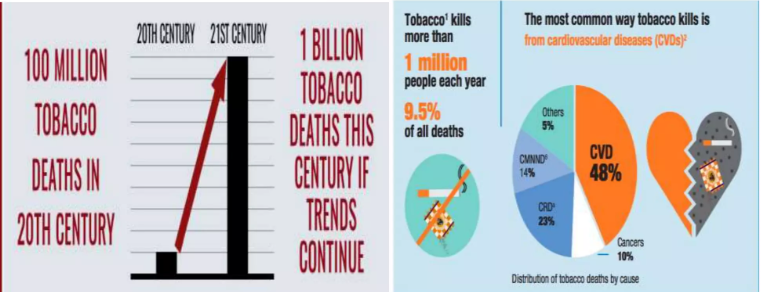 100 MILLION
TOBACCO
DEATHS IN
20TH CENTURY
20TH CENTURY 21ST CENTURY
1 BILLION
TOBACCO
DEATHS THIS
CENTURY IF
TRENDS
CONTINUE
Tobacco¹ kills
more than
1 million
people each year
9.5%
of all deaths
The most common way tobacco kills is
from cardiovascular diseases (CVDs)²
Others
5%
CMNND⁵
14%
CRD⁴
23%
CVD
48%
Cancers
10%
Distribution of tobacco deaths by cause